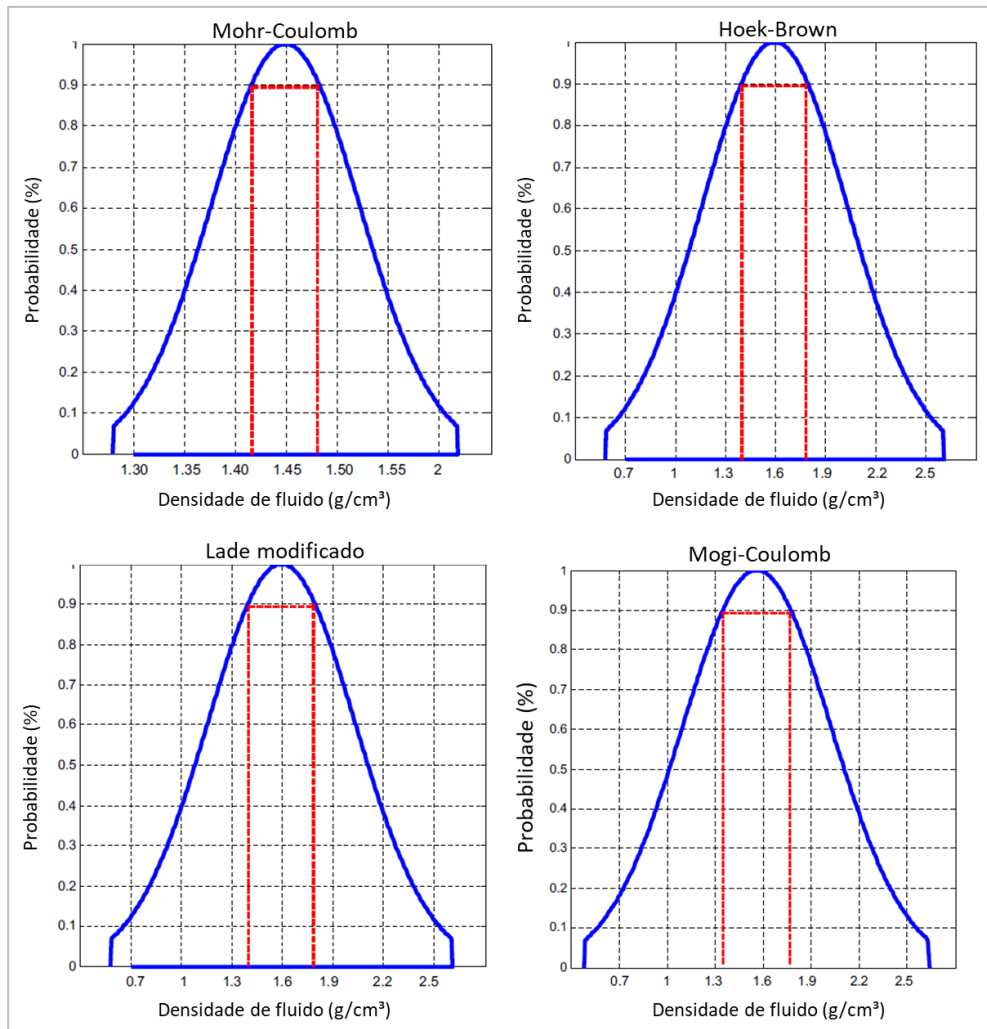 Mohr-Coulomb
Probabilidade (%)
1
0.9
0.8
0.7
0.6
0.5
0.4
0.3
0.2
0.1
0
1.30 1.35 1.40 1.45 1.50 1.55 2
Densidade de fluido (g/cm³)
Hoek-Brown
Probabilidade (%)
1
0.9
0.8
0.7
0.6
0.5
0.4
0.3
0.2
0.1
0
0.7 1 1.3 1.6 1.9 2.2 2.5
Densidade de fluido (g/cm³)
Lade modificado
Probabilidade (%)
1
0.9
0.8
0.7
0.6
0.5
0.4
0.3
0.2
0.1
0
0.7 1 1.3 1.6 1.9 2.2 2.5
Densidade de fluido (g/cm³)
Mogi-Coulomb
Probabilidade (%)
1
0.9
0.8
0.7
0.6
0.5
0.4
0.3
0.2
0.1
0
0.7 1 1.3 1.6 1.9 2.2 2.5
Densidade de fluido (g/cm³)